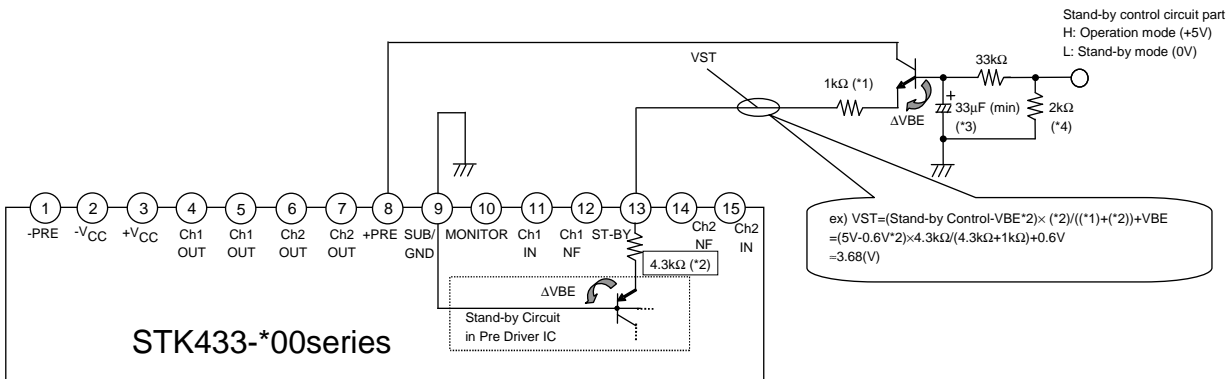 Stand-by control circuit part
H: Operation mode (+5V)
L: Stand-by mode (0V)
VST
33kΩ
1kΩ (*1)
ΔVBE
+
33µF (min)
(*3)
2kΩ
(*4)
ex) VST=(Stand-by Control-VBE*2)× (*2)/((*1)+(*2))+VBE
=(5V-0.6V*2)×4.3kΩ/(4.3kΩ+1kΩ)+0.6V
=3.68(V)
1 2 3 4 5 6 7 8 9 10 11 12 13 14 15
-PRE
-VCC
+VCC
Ch1
OUT
Ch1
OUT
Ch2
OUT
Ch2
OUT
+PRE
SUB/
GND
MONITOR
Ch1
IN
Ch1
NF
ST-BY
Ch2
NF
Ch2
IN
4.3kΩ (*2)
ΔVBE
Stand-by Circuit
in Pre Driver IC
STK433-*00series